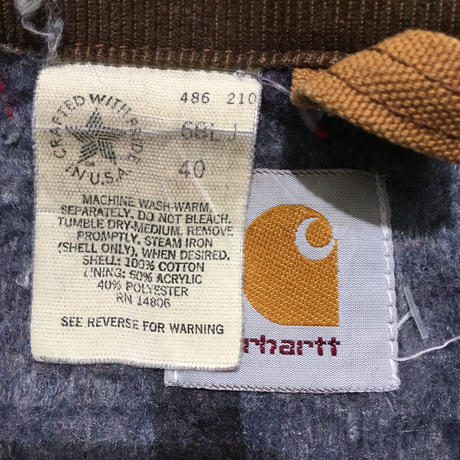 CRAFTED WITH PRIDE
IN U.S.A.
486 210
6BL J
40
MACHINE WASH-WARM,
SEPARATELY. DO NOT BLEACH.
TUMBLE DRY-MEDIUM. REMOVE
PROMPTLY. STEAM IRON
(SHELL ONLY), WHEN DESIRED.
SHELL: 100% COTTON
LINING: 60% ACRYLIC
40% POLYESTER
RN 14806
SEE REVERSE FOR WARNING
rhartt